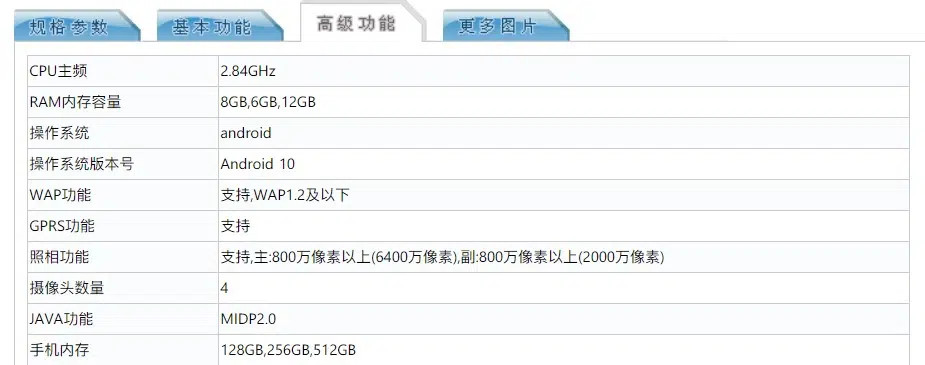 规格参数 基本功能 高级功能 更多图片
CPU主频 2.84GHz
RAM内存容量 8GB,6GB,12GB
操作系统 android
操作系统版本号 Android 10
WAP功能 支持,WAP1.2及以下
GPRS功能 支持
照相功能 支持,主:800万像素以上(6400万像素),副:800万像素以上(2000万像素)
摄像头数量 4
JAVA功能 MIDP2.0
手机内存 128GB,256GB,512GB